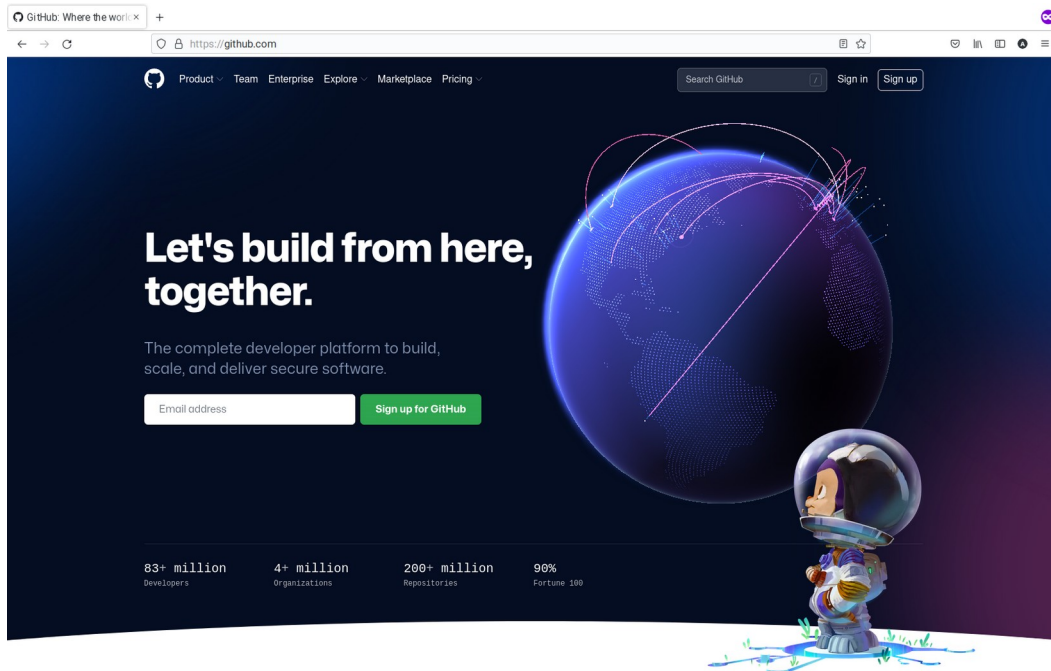 GitHub: Where the worl
https://github.com
Product Team Enterprise Explore Marketplace Pricing
Search GitHub /
Sign in
Sign up
Let's build from here,
together.
The complete developer platform to build,
scale, and deliver secure software.
Email address
Sign up for GitHub
83+ million
Developers
4+ million
Organizations
200+ million
Repositories
90%
Fortune 100